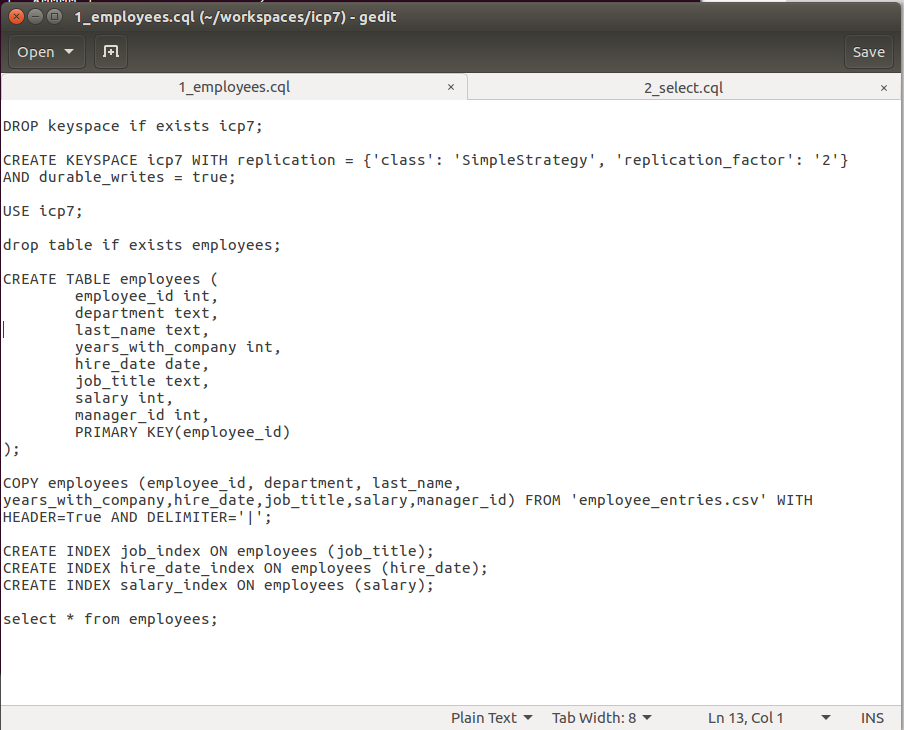 1_employees.cql (~/workspaces/icp7) - gedit
Open
Save
1_employees.cql ×
2_select.cql ×
DROP keyspace if exists icp7;
CREATE KEYSPACE icp7 WITH replication = {'class': 'SimpleStrategy', 'replication_factor': '2'}
AND durable_writes = true;
USE icp7;
drop table if exists employees;
CREATE TABLE employees (
employee_id int,
department text,
last_name text,
years_with_company int,
hire_date date,
job_title text,
salary int,
manager_id int,
PRIMARY KEY(employee_id)
);
COPY employees (employee_id, department, last_name,
years_with_company,hire_date,job_title,salary,manager_id) FROM 'employee_entries.csv' WITH
HEADER=True AND DELIMITER='|';
CREATE INDEX job_index ON employees (job_title);
CREATE INDEX hire_date_index ON employees (hire_date);
CREATE INDEX salary_index ON employees (salary);
select * from employees;
Plain Text
Tab Width: 8
Ln 13, Col 1
INS